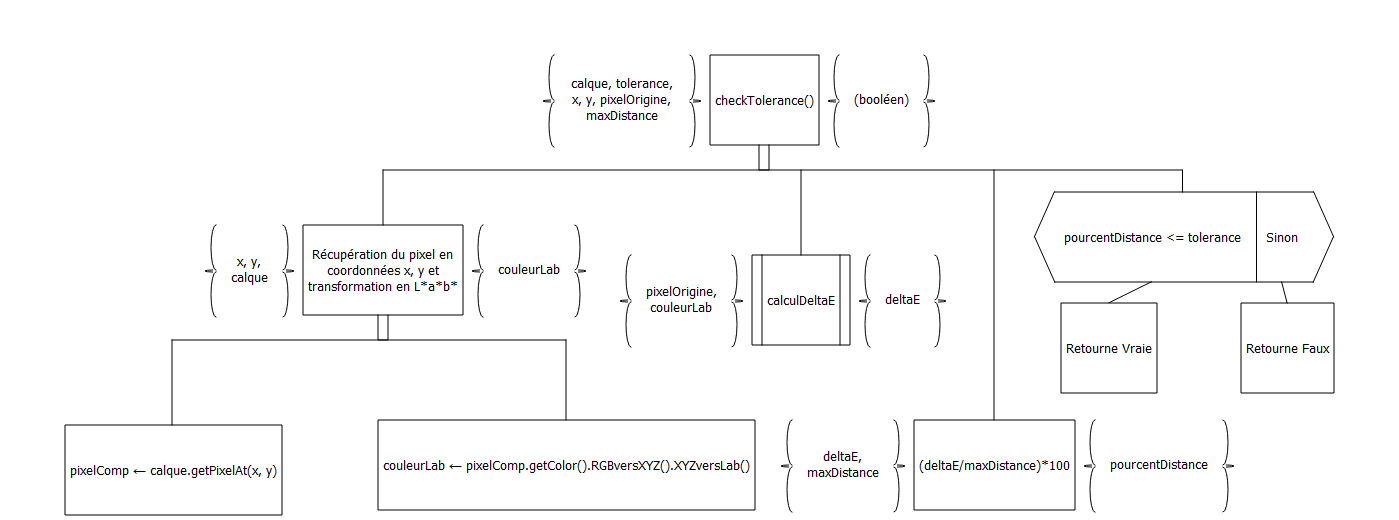 calque, tolerance,
x, y, pixelOrigine,
maxDistance
checkTolerance()
(booléen)
x, y,
calque
Récupération du pixel en
coordonnées x, y et
transformation en L*a*b*
couleurLab
pixelOrigine,
couleurLab
calculDeltaE
deltaE
pourcentDistance <= tolerance
Sinon
Retourne Vraie
Retourne Faux
pixelComp ← calque.getPixelAt(x, y)
couleurLab ← pixelComp.getColor().RGBversXYZ().XYZversLab()
deltaE,
maxDistance
(deltaE/maxDistance)*100
pourcentDistance